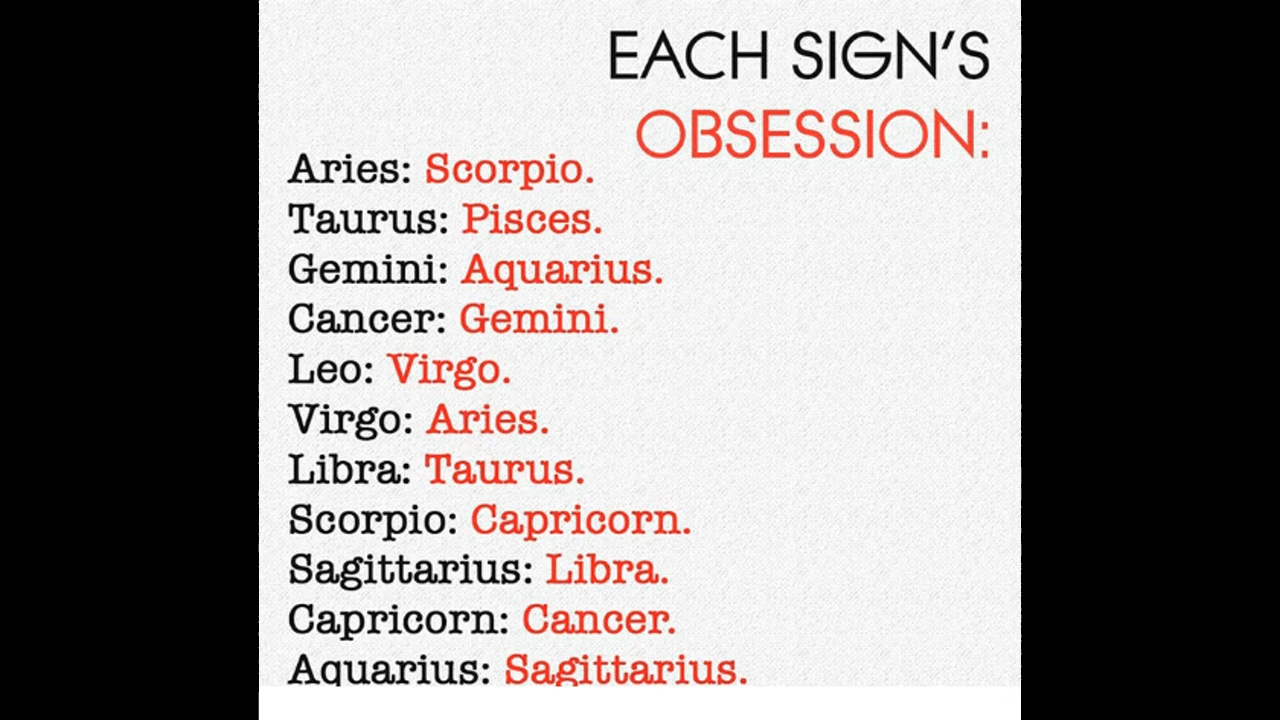 EACH SIGN'S
OBSESSION:
Aries: Scorpio.
Taurus: Pisces.
Gemini: Aquarius.
Cancer: Gemini.
Leo: Virgo.
Virgo: Aries.
Libra: Taurus.
Scorpio: Capricorn.
Sagittarius: Libra.
Capricorn: Cancer.
Aquarius: Sagittarius.